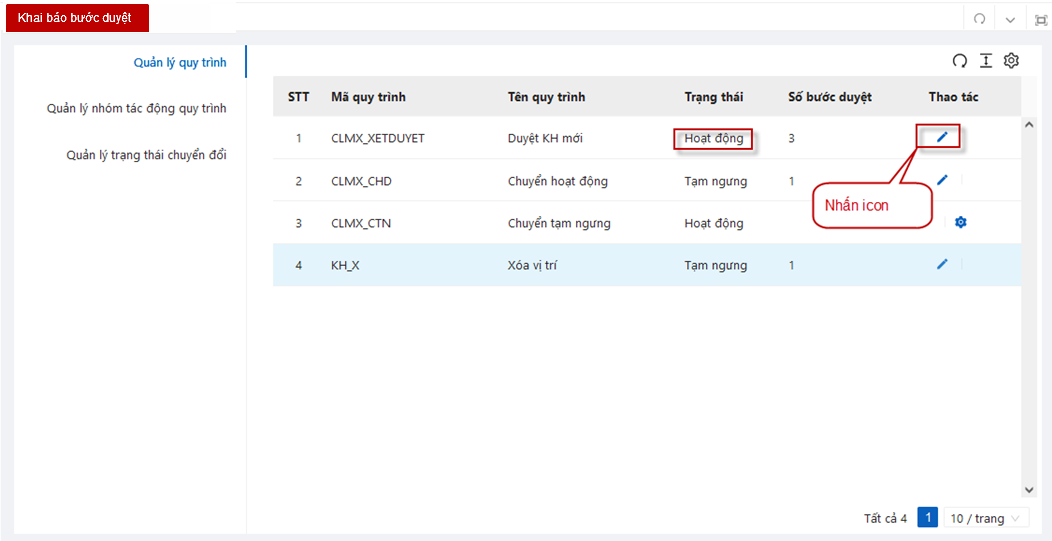 Khai báo bước duyệt
Quản lý quy trình
Quản lý nhóm tác động quy trình
Quản lý trạng thái chuyển đổi
STT Mã quy trình Tên quy trình Trạng thái Số bước duyệt Thao tác
1 CLMX_XETDUYET Duyệt KH mới Hoạt động 3
2 CLMX_CHD Chuyển hoạt động Tạm ngưng 1
Nhấn icon
3 CLMX_CTN Chuyển tạm ngưng Hoạt động
4 KH_X Xóa vị trí Tạm ngưng 1
Tất cả 4 1 10 / trang